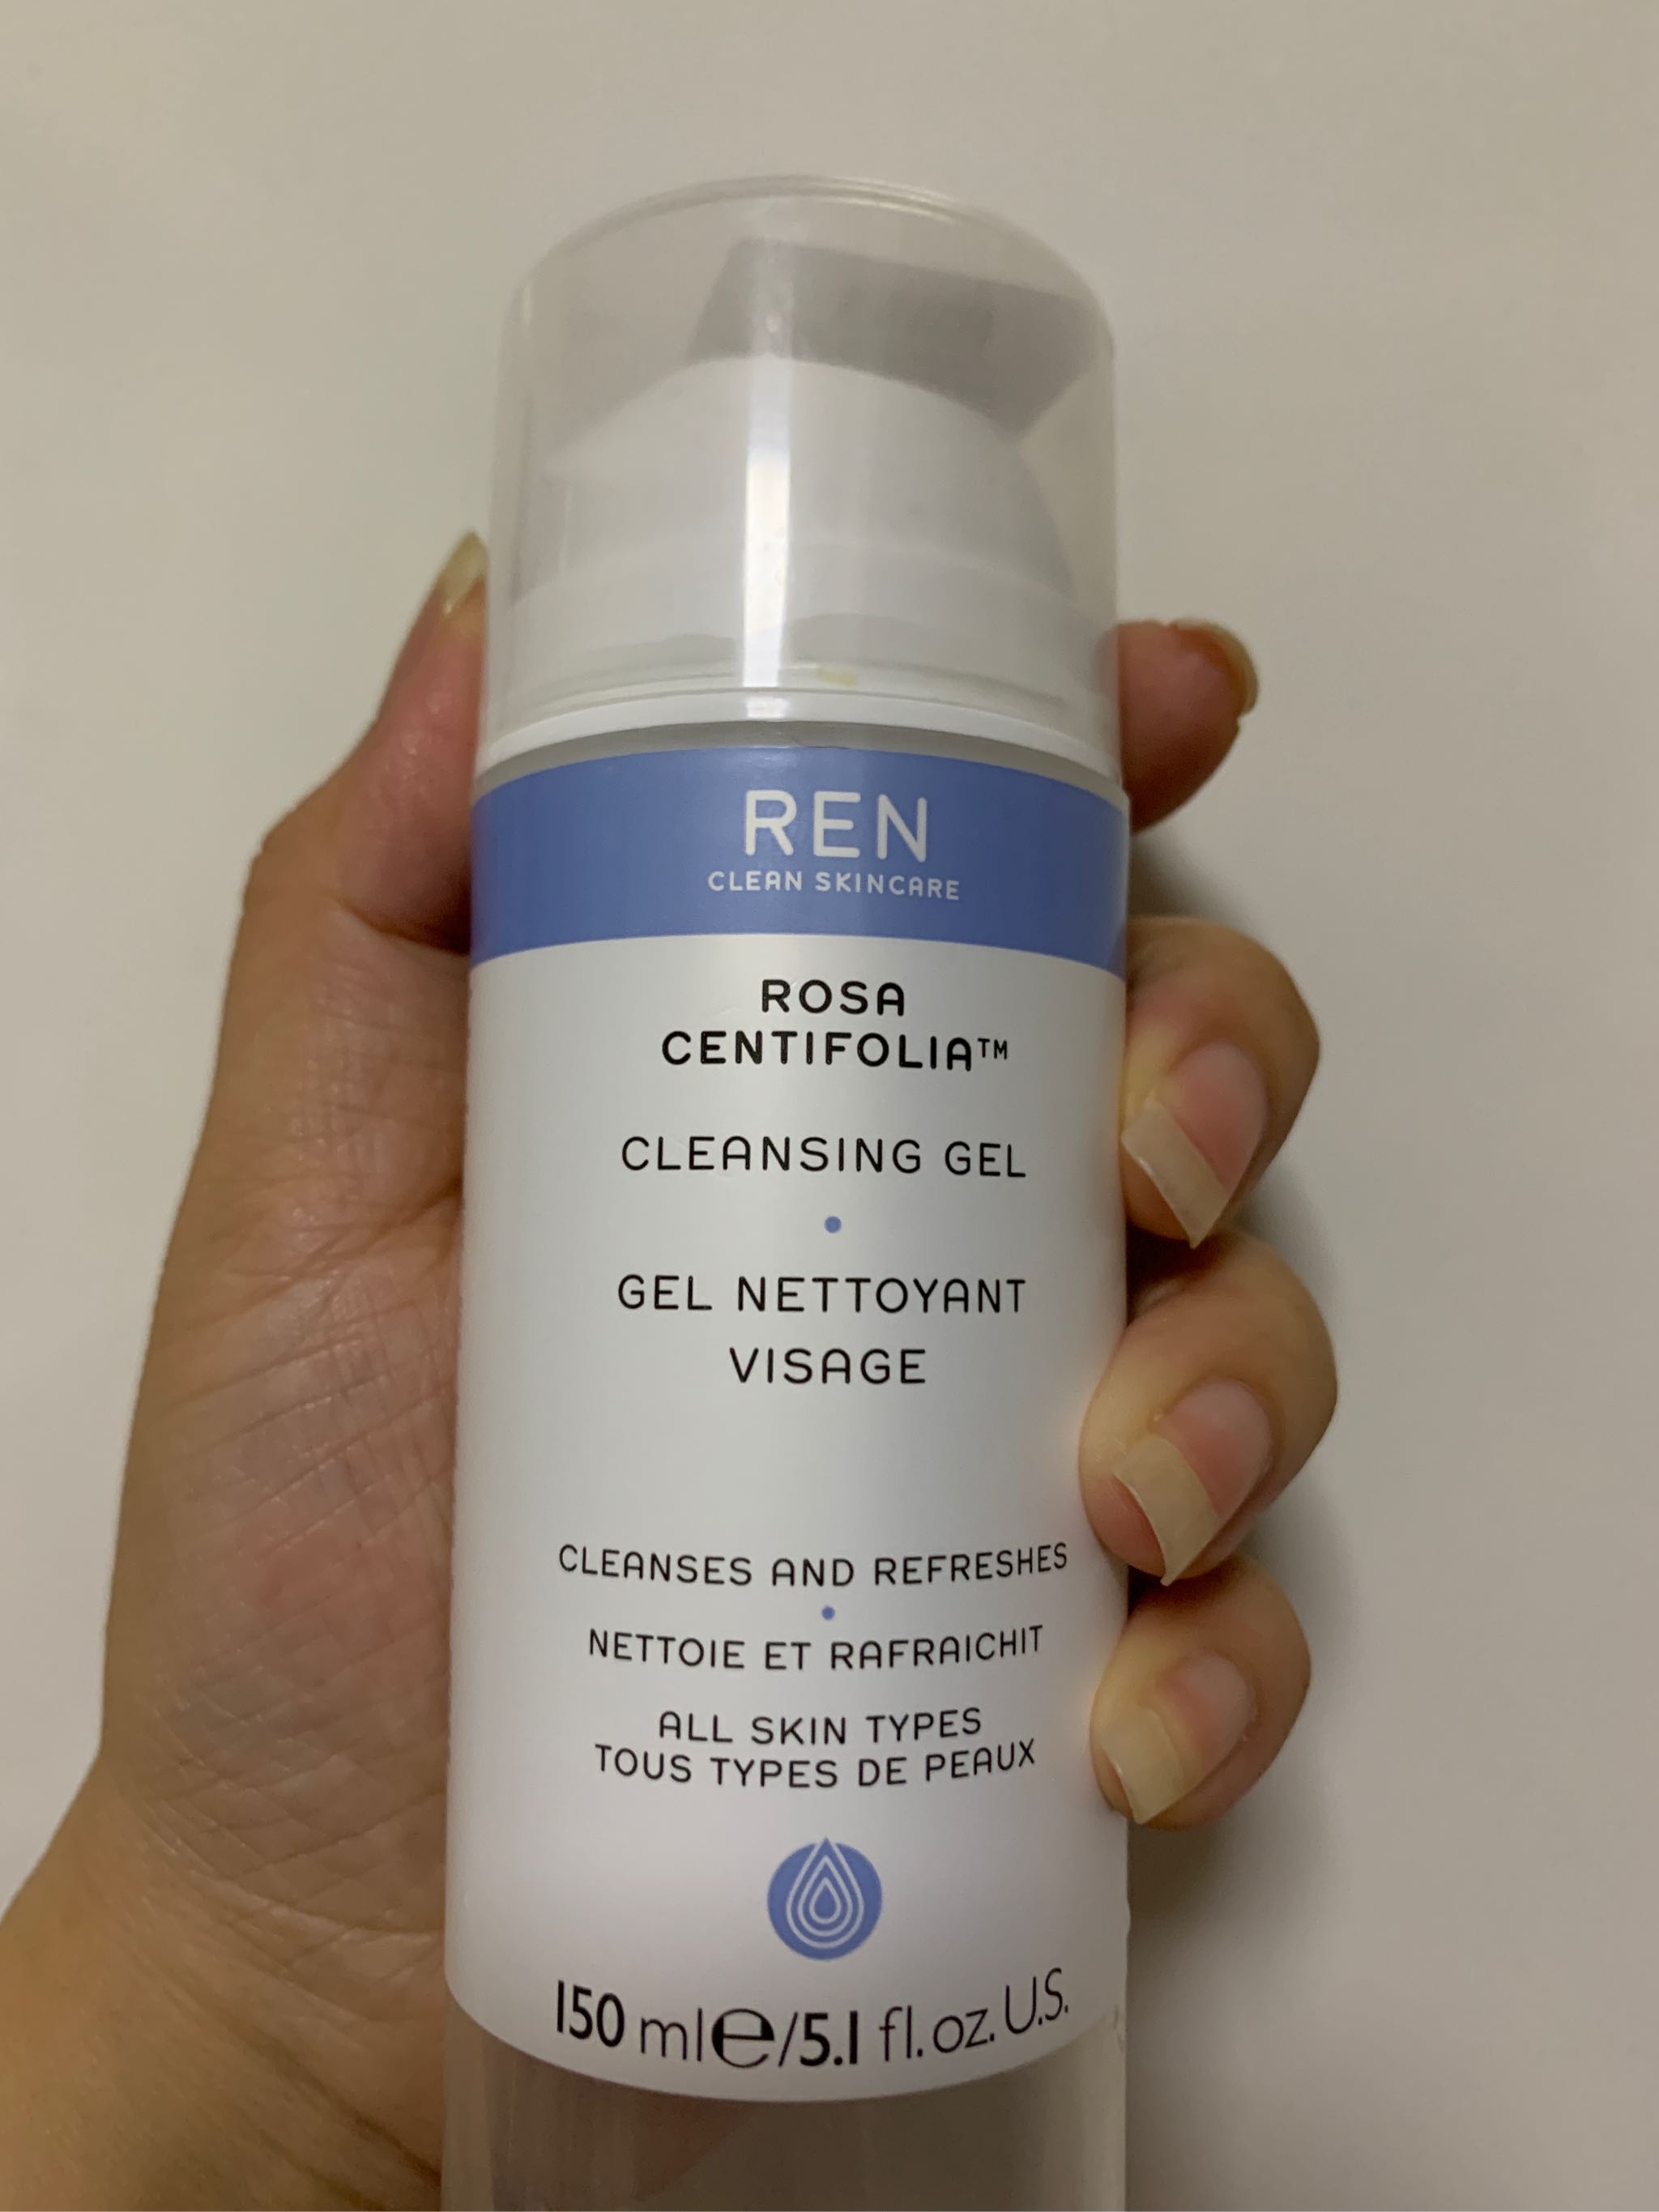 REN
CLEAN SKINCARE
ROSA
CENTIFOLIA™
CLEANSING GEL
GEL NETTOYANT
VISAGE
CLEANSES AND REFRESHES
NETTOIE ET RAFRAICHIT
ALL SKIN TYPES
TOUS TYPES DE PEAUX
150 ml℮/5.1 fl.oz.U.S.